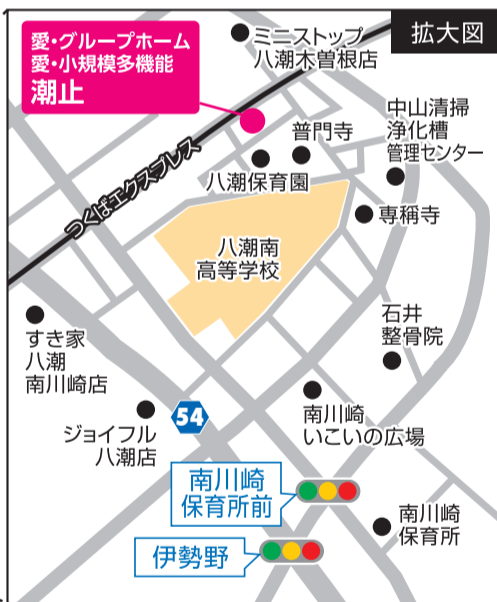 拡大図
愛・グループホーム
愛・小規模多機能
潮止
ミニストップ
八潮木曽根店
中山清掃
浄化槽
管理センター
普門寺
八潮保育園
つくばエクスプレス
専稱寺
八潮南
高等学校
石井
整骨院
すき家
八潮
南川崎店
南川崎
いこいの広場
54
ジョイフル
八潮店
南川崎
保育所前
南川崎
保育所
伊勢野